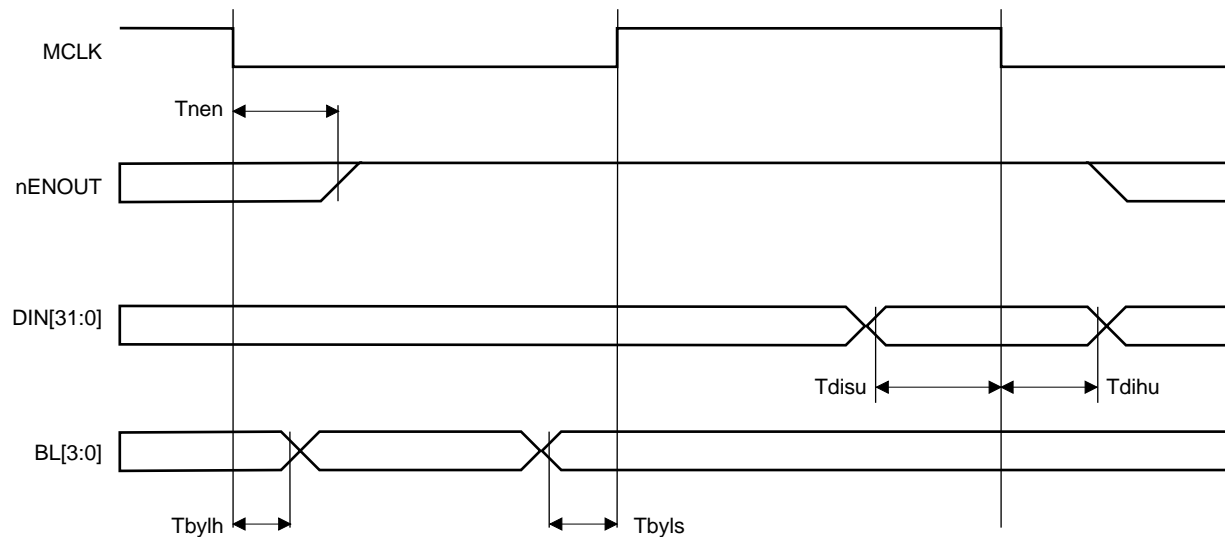 MCLK
Tnen
nENOUT
DIN[31:0]
Tdisu
Tdihu
BL[3:0]
Tbylh
Tbyls